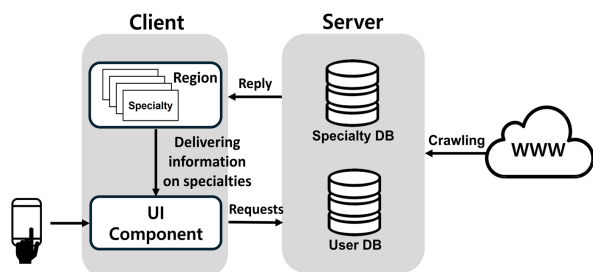 Client
Server
Region
Specialty
Reply
Specialty DB
Crawling
WWW
Delivering
information
on specialties
UI
Component
Requests
User DB